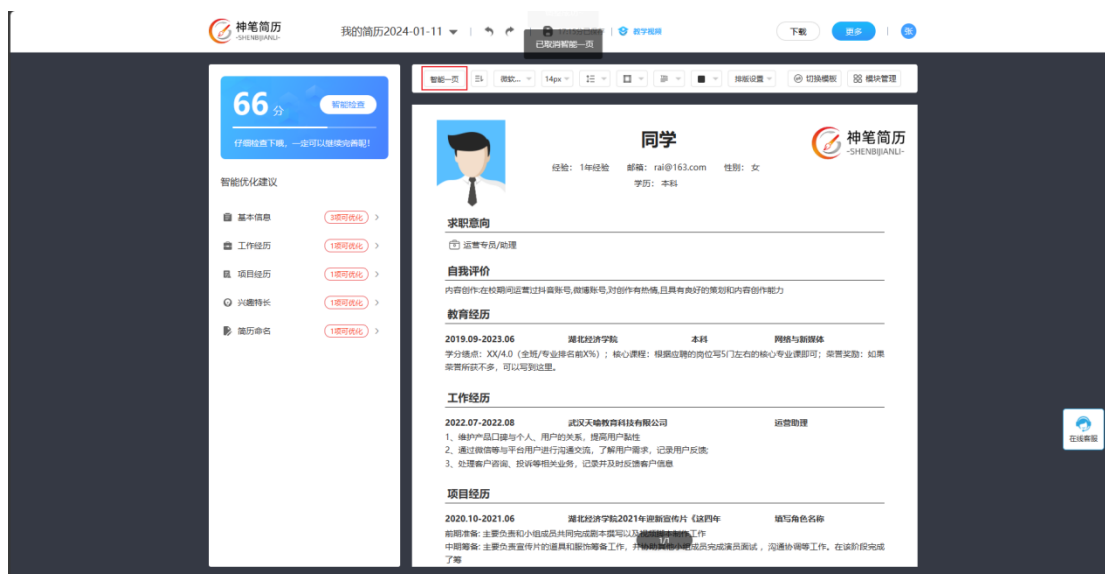 神笔简历
-SHENBIJIANLI-
我的简历2024-01-11
教学视频
已取消智能一页
下载
更多
张
智能一页
微软...
14px
排版设置
切换模板
模块管理
66分
智能检查
仔细检查下哦，一定可以继续完善呢！
智能优化建议
基本信息
3项可优化
工作经历
1项可优化
项目经历
1项可优化
兴趣特长
1项可优化
简历命名
1项可优化
同学
神笔简历
-SHENBIJIANLI-
经验：1年经验 邮箱：rai@163.com 性别：女
学历：本科
求职意向
运营专员/助理
自我评价
内容创作:在校期间运营过抖音账号,微博账号,对创作有热情,且具有良好的策划和内容创作能力
教育经历
2019.09-2023.06 湖北经济学院 本科 网络与新媒体
学分绩点：XX/4.0（全班/专业排名前X%）；核心课程：根据应聘的岗位写5门左右的核心专业课即可；荣誉奖励：如果
荣誉所获不多，可以写到这里。
工作经历
2022.07-2022.08 武汉天喻教育科技有限公司 运营助理
1、维护产品口碑与个人、用户的关系，提高用户黏性
2、通过微信等与平台用户进行沟通交流，了解用户需求，记录用户反馈;
3、处理客户咨询、投诉等相关业务，记录并及时反馈客户信息
项目经历
2020.10-2021.06 湖北经济学院2021年迎新宣传片《这四年 填写角色名称
前期准备: 主要负责和小组成员共同完成剧本撰写以及视频脚本制作工作
1/1
中期筹备: 主要负责宣传片的道具和服饰筹备工作，并协助其他小组成员完成演员面试，沟通协调等工作。在该阶段完成
了筹
在线客服